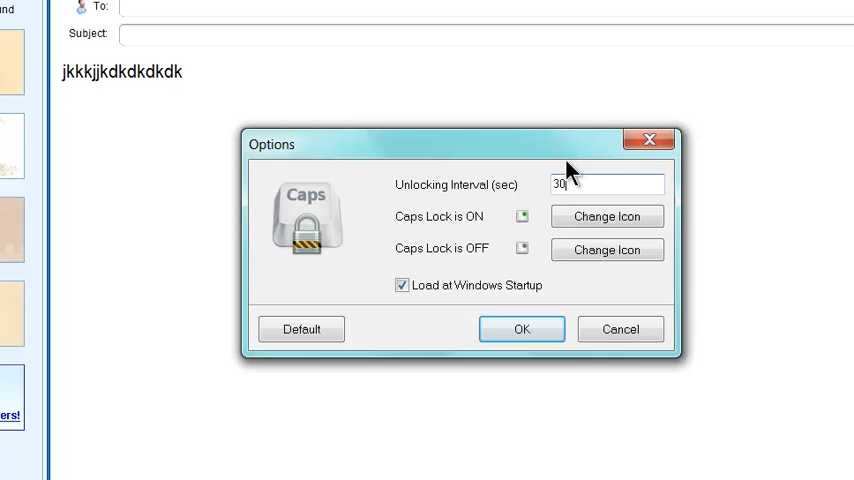 und
To:
Subject:
jkkkjjkdkdkdkdk
Options
Caps
Unlocking Interval (sec) 30
Caps Lock is ON Change Icon
Caps Lock is OFF Change Icon
Load at Windows Startup
Default OK Cancel
ers!